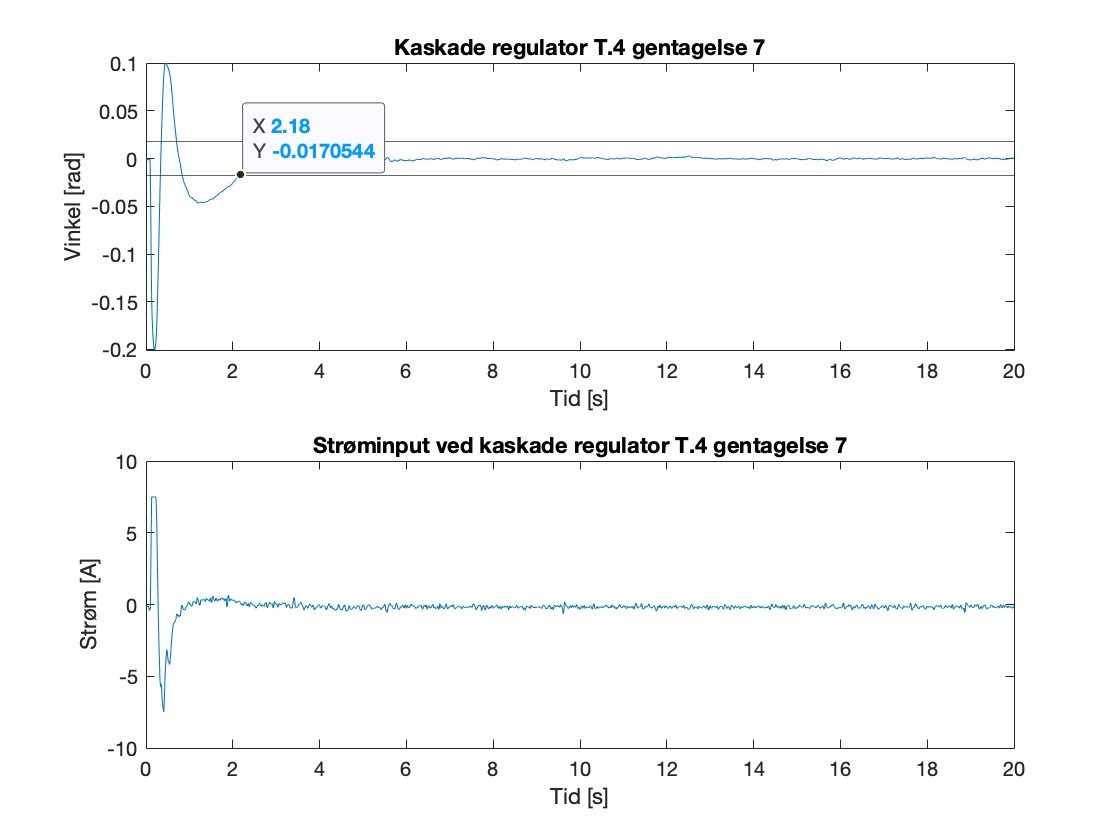 Kaskade regulator T.4 gentagelse 7
0.1
0.05
0
-0.05
-0.1
-0.15
-0.2
Vinkel [rad]
X 2.18
Y -0.0170544
0 2 4 6 8 10 12 14 16 18 20
Tid [s]
Strøminput ved kaskade regulator T.4 gentagelse 7
10
5
0
-5
-10
Strøm [A]
0 2 4 6 8 10 12 14 16 18 20
Tid [s]